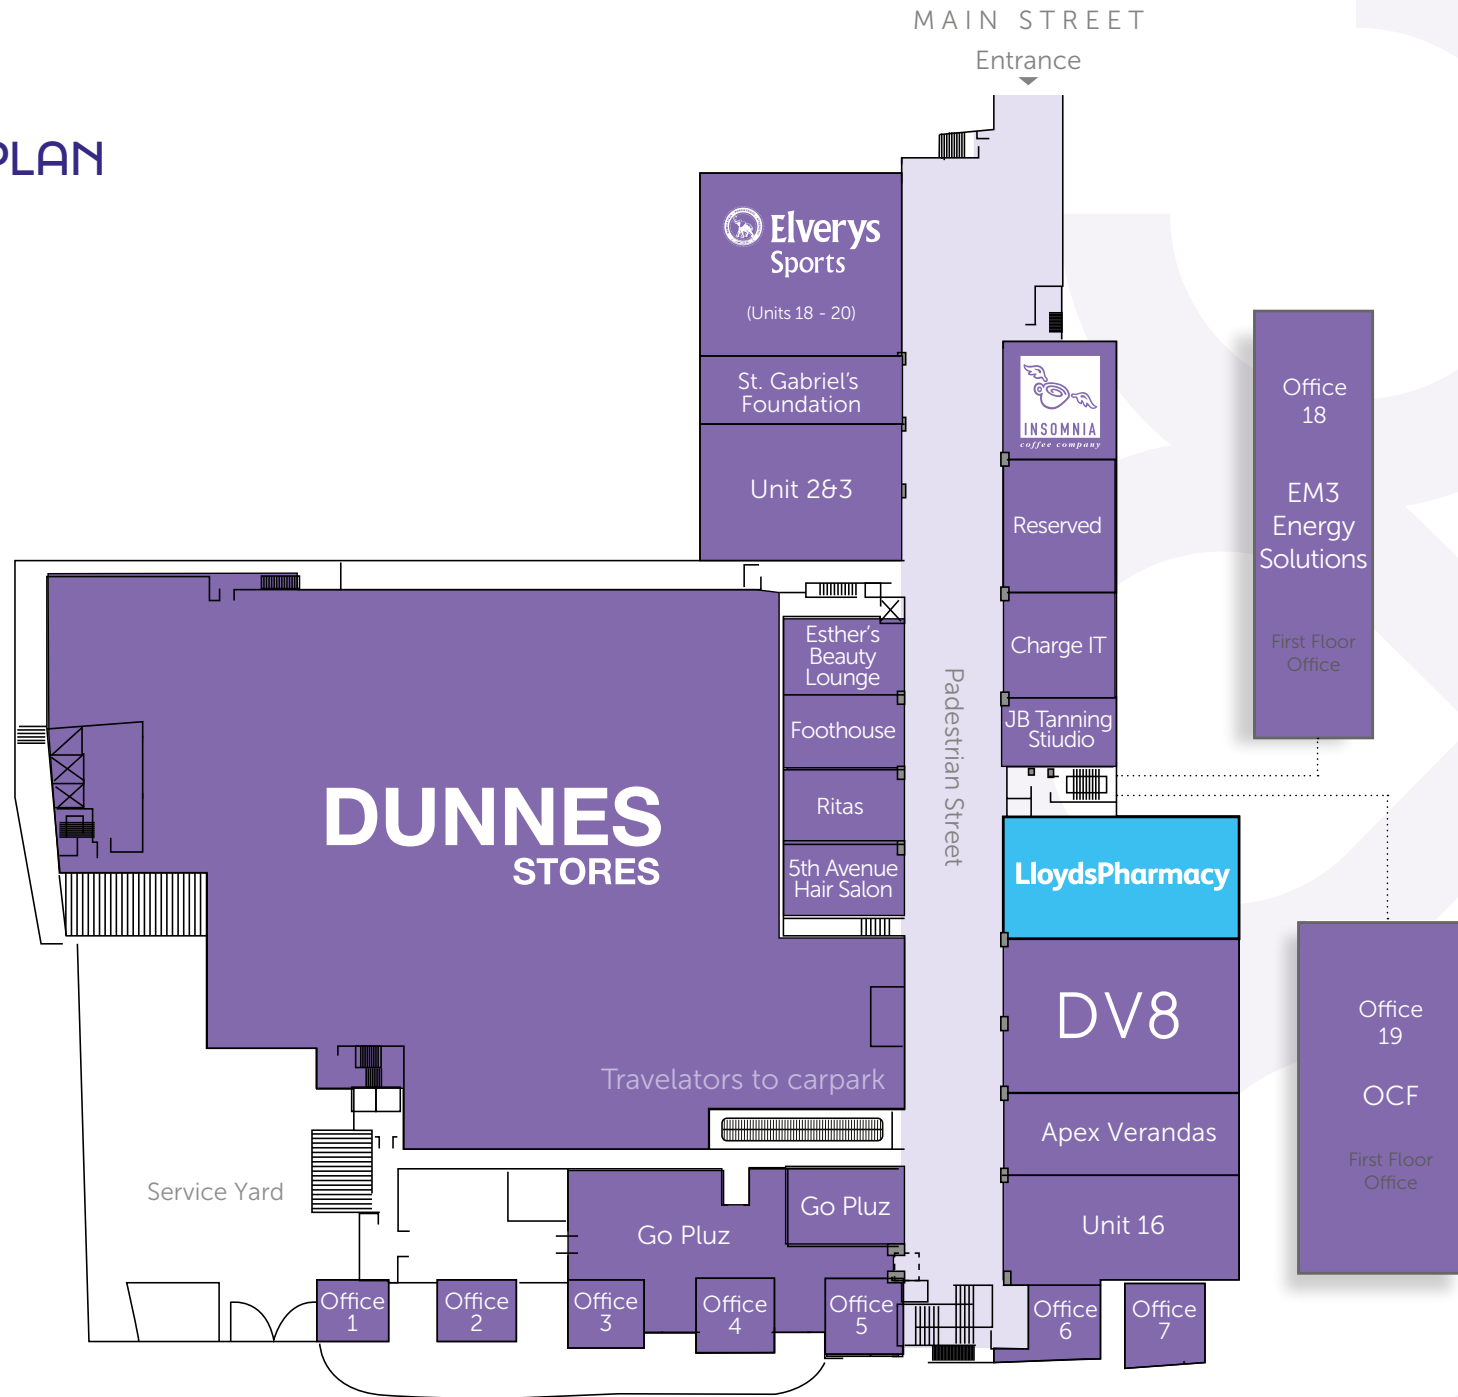 MAIN STREET
Entrance
PLAN
Elverys
Sports
(Units 18 - 20)
St. Gabriel's
Foundation
Unit 2&3
INSOMNIA
coffee company
Reserved
Charge IT
JB Tanning
Stiudio
Office
18
EM3
Energy
Solutions
First Floor
Office
Esther's
Beauty
Lounge
Foothouse
Ritas
5th Avenue
Hair Salon
Padestrian Street
DUNNES
STORES
LloydsPharmacy
DV8
Apex Verandas
Unit 16
Office
19
OCF
First Floor
Office
Travelators to carpark
Service Yard
Go Pluz
Go Pluz
Office
1
Office
2
Office
3
Office
4
Office
5
Office
6
Office
7